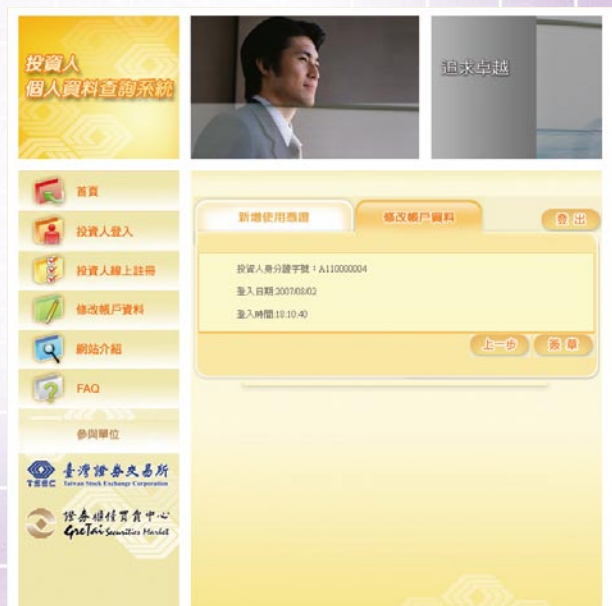 投資人
個人資料查詢系統
追求卓越
首頁
投資人登入
投資人線上註冊
修改帳戶資料
網站介紹
FAQ
參與單位
TSEC
臺灣證券交易所
Taiwan Stock Exchange Corporation
證券櫃檯買賣中心
GreTai Securities Market
新增使用憑證
修改帳戶資料
登出
投資人身分證字號：A110000004
登入日期:2007/08/02
登入時間:18:10:40
上一步
簽章